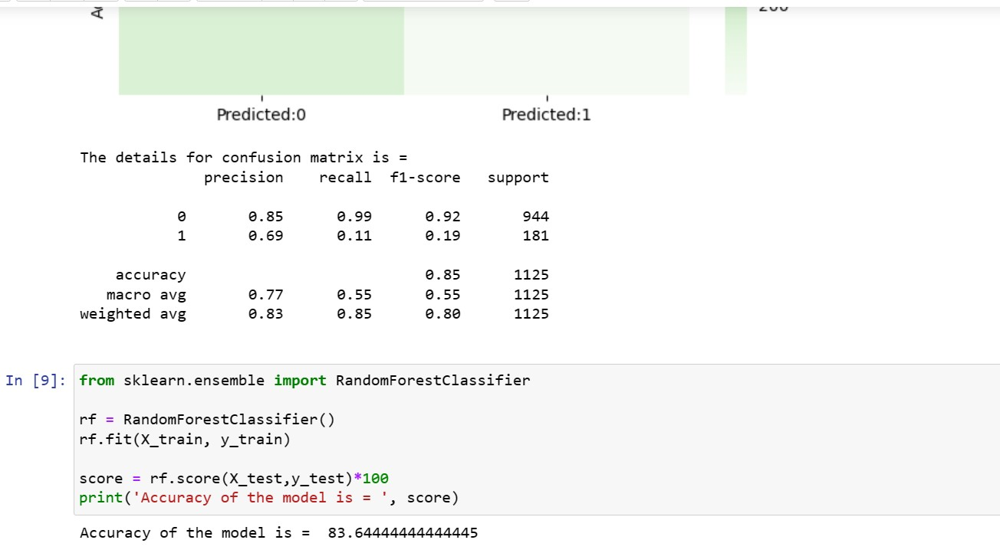 Predicted:0 Predicted:1
The details for confusion matrix is =
precision recall f1-score support
0 0.85 0.99 0.92 944
1 0.69 0.11 0.19 181
accuracy 0.85 1125
macro avg 0.77 0.55 0.55 1125
weighted avg 0.83 0.85 0.80 1125
In [9]: from sklearn.ensemble import RandomForestClassifier
rf = RandomForestClassifier()
rf.fit(X_train, y_train)
score = rf.score(X_test,y_test)*100
print('Accuracy of the model is = ', score)
Accuracy of the model is =  83.64444444444445